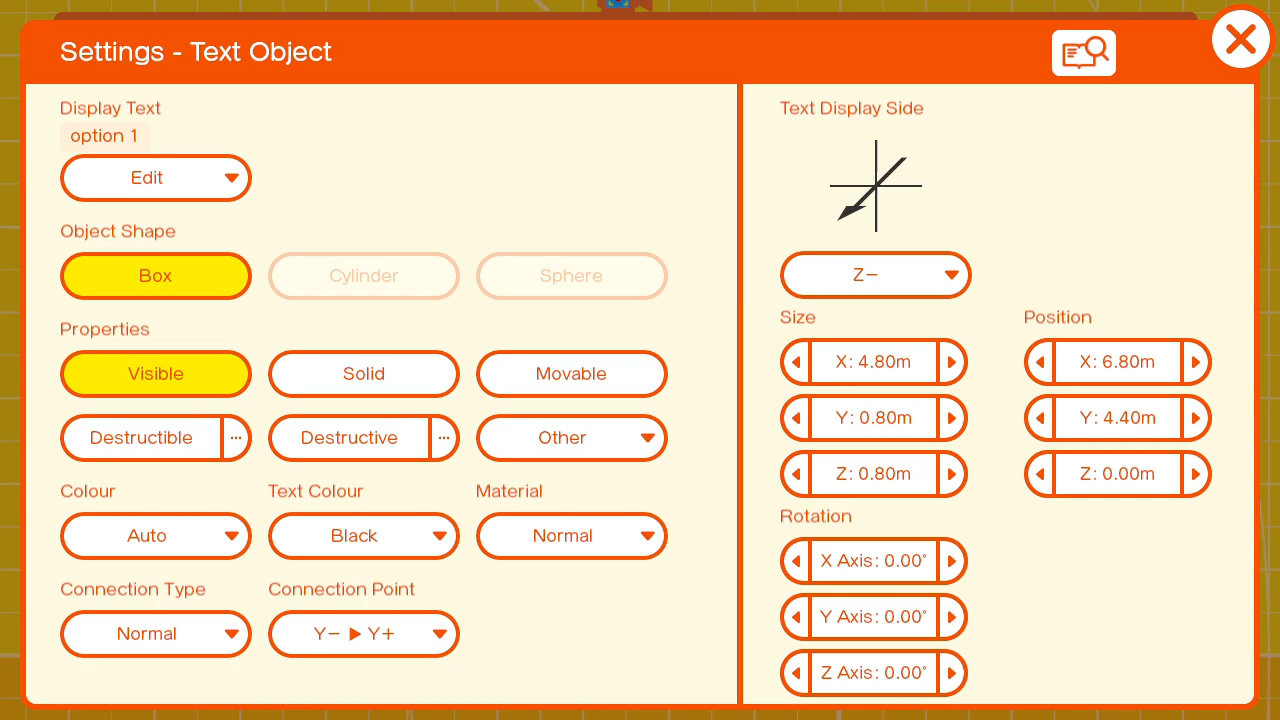 Settings - Text Object
Display Text
option 1
Edit
Object Shape
Box
Cylinder
Sphere
Properties
Visible
Solid
Movable
Destructible
...
Destructive
...
Other
Colour
Text Colour
Material
Auto
Black
Normal
Connection Type
Connection Point
Normal
Y− ▶ Y+
Text Display Side
Z−
Size
Position
X: 4.80m
X: 6.80m
Y: 0.80m
Y: 4.40m
Z: 0.80m
Z: 0.00m
Rotation
X Axis: 0.00°
Y Axis: 0.00°
Z Axis: 0.00°